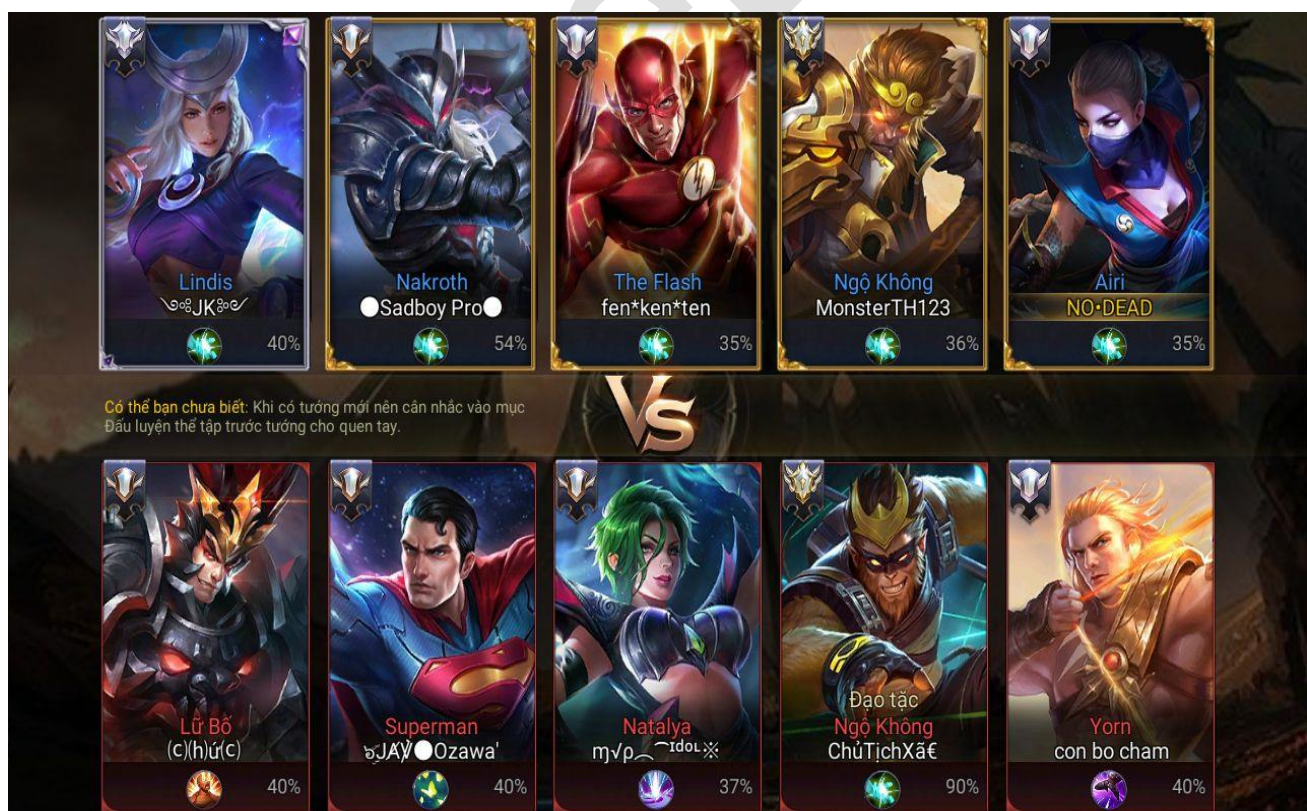 Lindis
Nakroth
The Flash
Ngộ Không
Airi
༺JK༻
●Sadboy Pro●
fen*ken*ten
MonsterTH123
NO•DEAD
40%
54%
35%
36%
35%
VS
Có thể bạn chưa biết: Khi có tướng mới nên cân nhắc vào mục
Đấu luyện thể tập trước tướng cho quen tay.
Đạo tặc
Lữ Bố
Superman
Natalya
Ngộ Không
Yorn
(c)(h)ứ(c)
JAY●Ozawa'
ɱ√ρ︵⁀ᴵᵈᵒᴸ※
ChủTịchXã€
con bo cham
40%
40%
37%
90%
40%